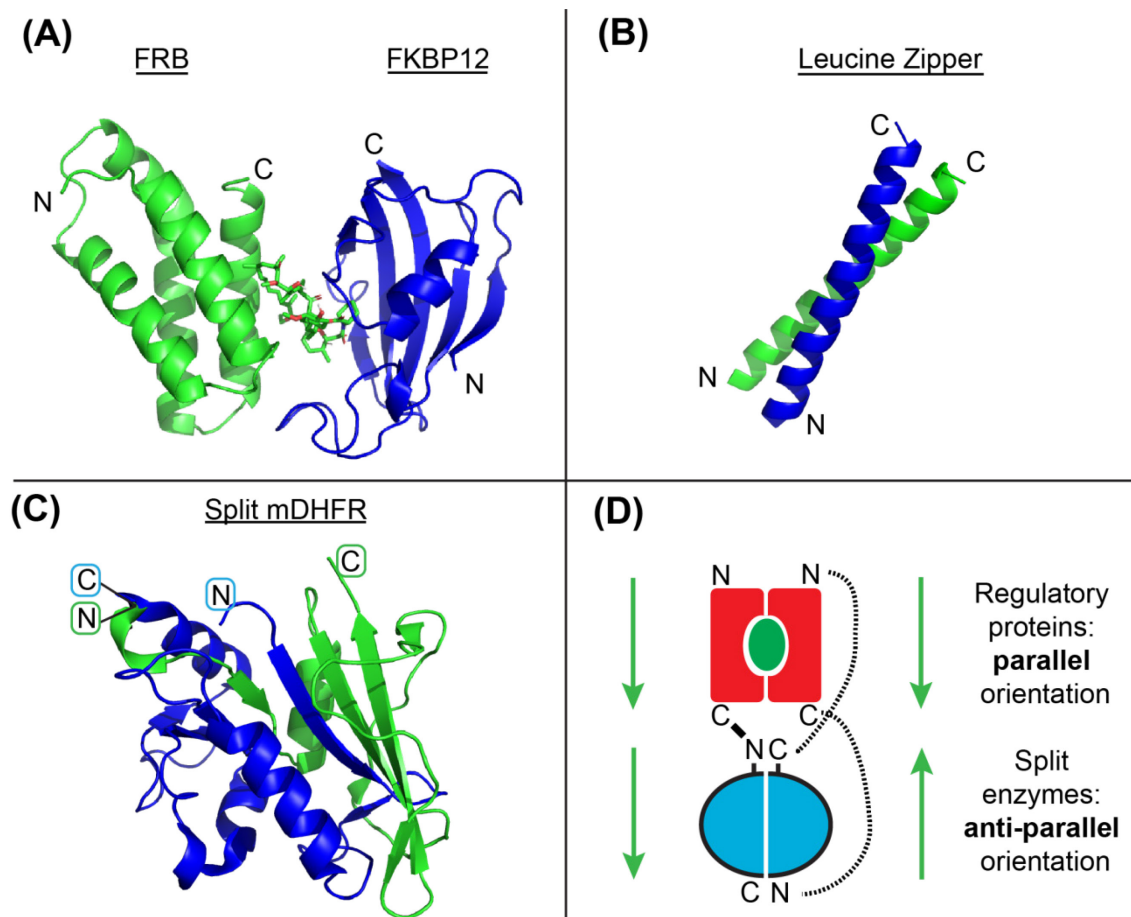 (A)
FRB
FKBP12
N
C
C
N
(B)
Leucine Zipper
C
C
N
N
(C)
Split mDHFR
C
N
N
C
(D)
N
N
C
C
N
C
C
N
Regulatory
proteins:
parallel
orientation
Split
enzymes:
anti-parallel
orientation